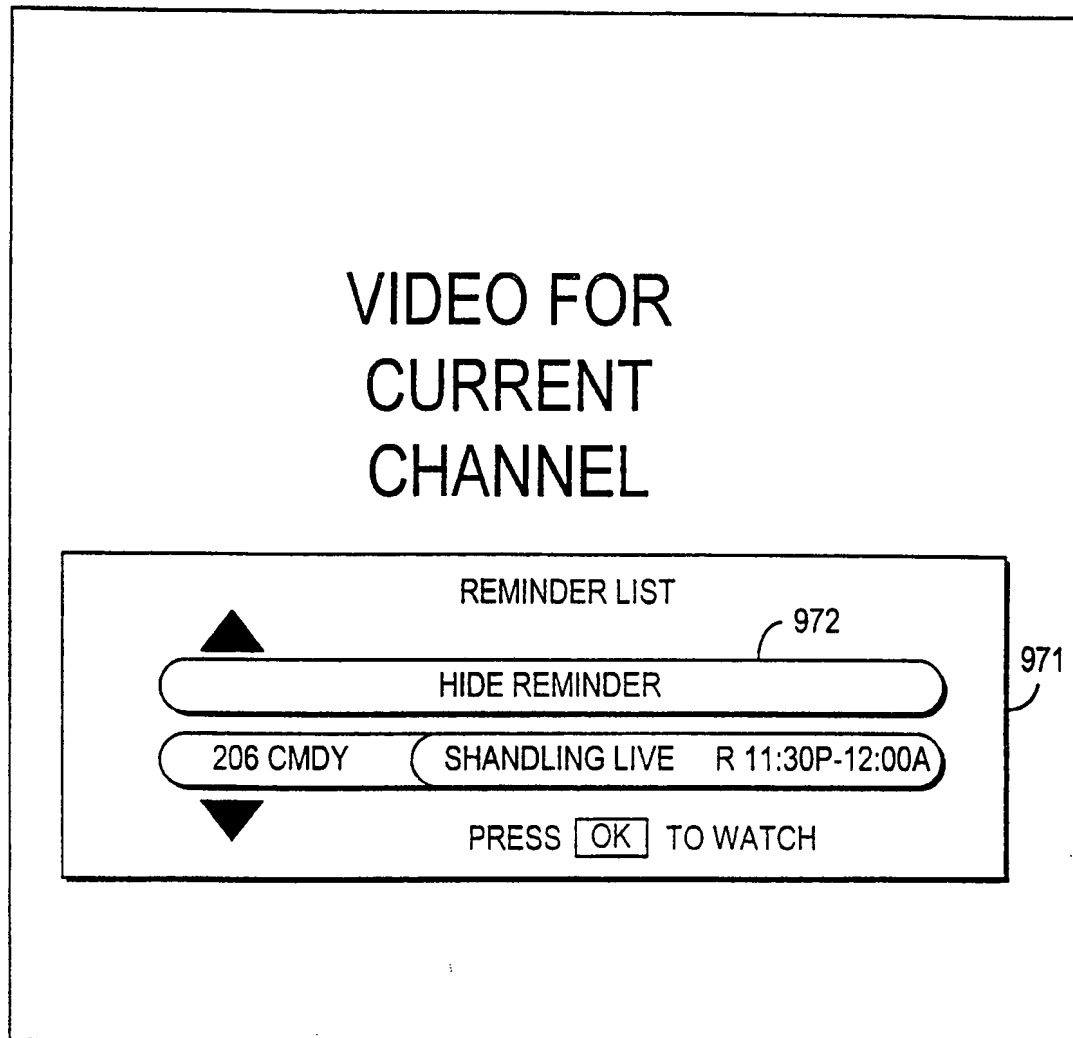 VIDEO FOR
CURRENT
CHANNEL
REMINDER LIST
972
971
HIDE REMINDER
206 CMDY SHANDLING LIVE R 11:30P-12:00A
PRESS OK TO WATCH